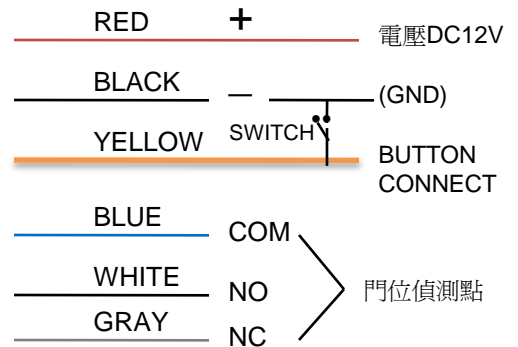 RED + 電壓DC12V
BLACK — (GND)
SWITCH
YELLOW BUTTON
CONNECT
BLUE COM
WHITE NO 門位偵測點
GRAY NC